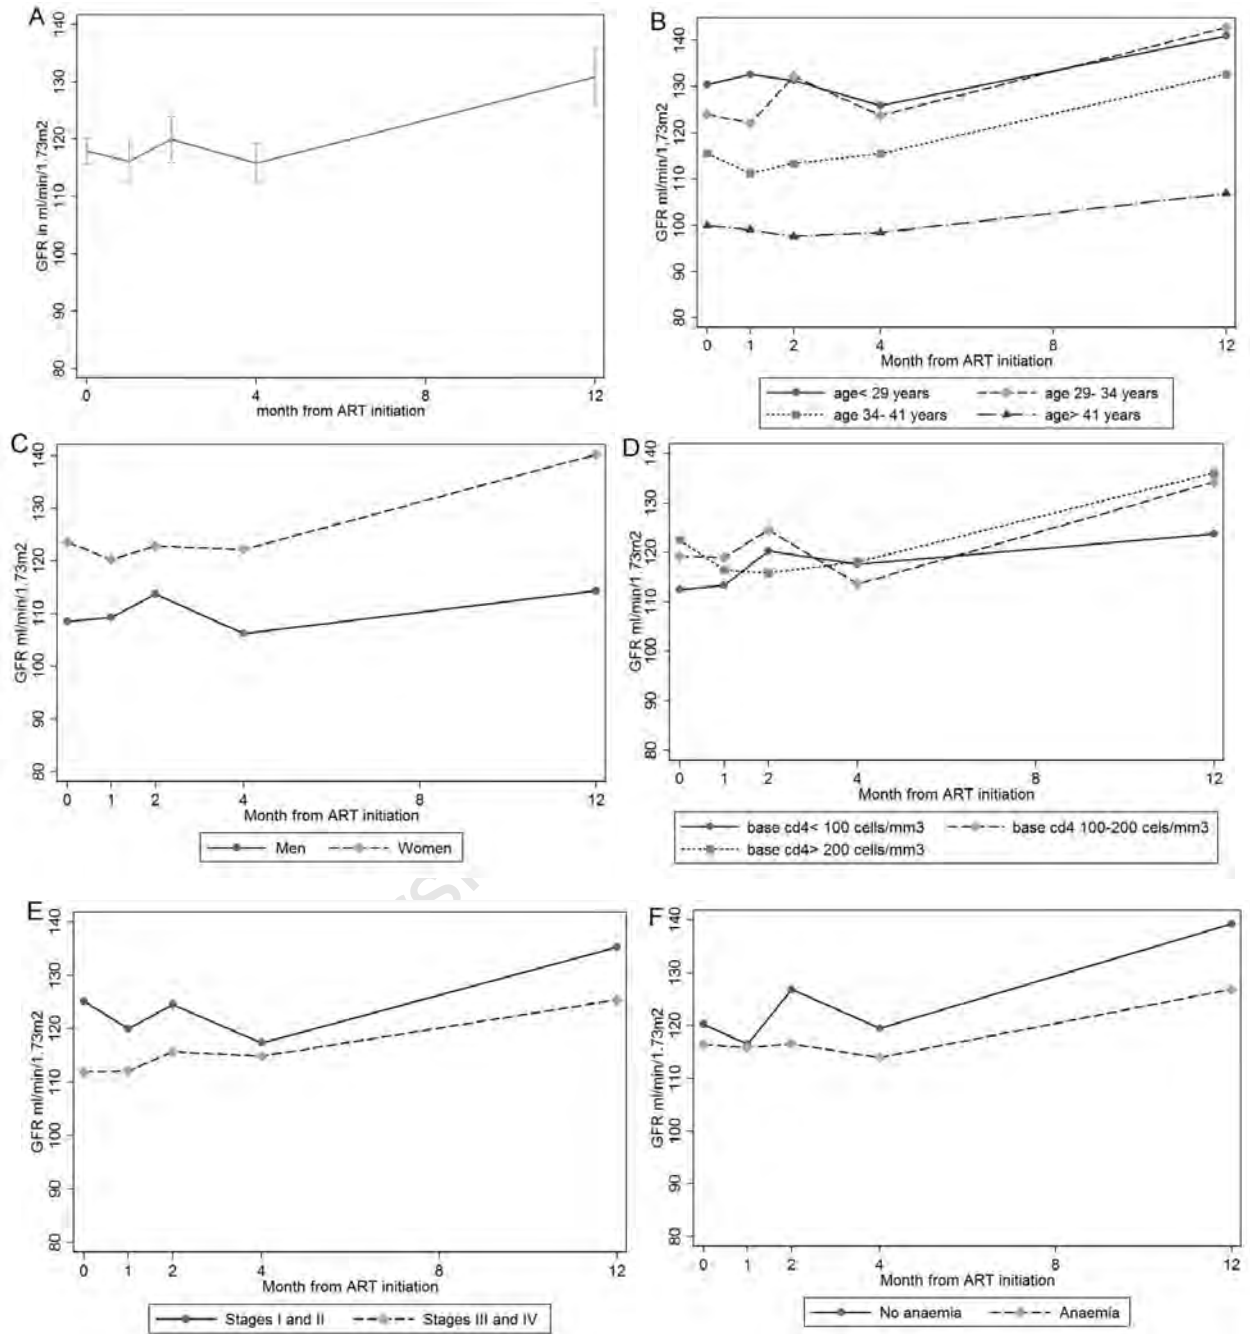 A
GFR in ml/min/1.73m2
140
130
120
110
100
90
80
0 1 2 4 8 12
month from ART initiation
B
GFR ml/min/1,73m2
140
130
120
110
100
90
80
0 1 2 4 8 12
Month from ART initiation
age< 29 years age 29- 34 years
age 34- 41 years age> 41 years
C
GFR ml/min/1.73m2
140
130
120
110
100
90
80
0 1 2 4 8 12
Month from ART initiation
Men Women
D
GFR ml/min/1.73m2
140
130
120
110
100
90
80
0 1 2 4 8 12
Month from ART initiation
base cd4< 100 cells/mm3 base cd4 100-200 cels/mm3
base cd4> 200 cells/mm3
E
GFR ml/min/1.73m2
140
130
120
110
100
90
80
0 1 2 4 8 12
Month from ART initiation
Stages I and II Stages III and IV
F
GFR ml/min/1.73m2
140
130
120
110
100
90
80
0 1 2 4 8 12
Month from ART initiation
No anaemia Anaemia